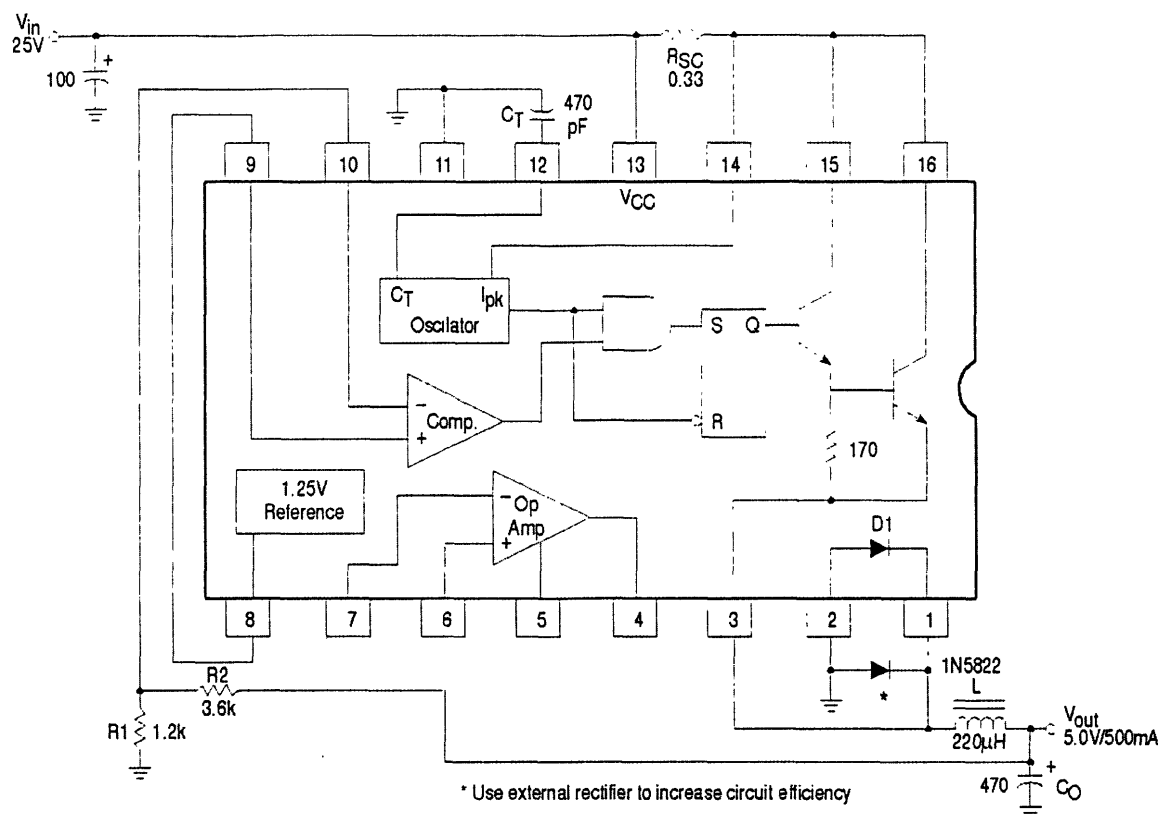 Vin
25V
100
+
RSC
0.33
CT
470
pF
9
10
11
12
13
14
15
16
VCC
CT
Ipk
Oscilator
S
Q
R
−
Comp.
+
170
1.25V
Reference
− Op
Amp
+
D1
8
7
6
5
4
3
2
1
1N5822
*
L
220µH
Vout
5.0V/500mA
R2
3.6k
R1
1.2k
+
470
CO
* Use external rectifier to increase circuit efficiency